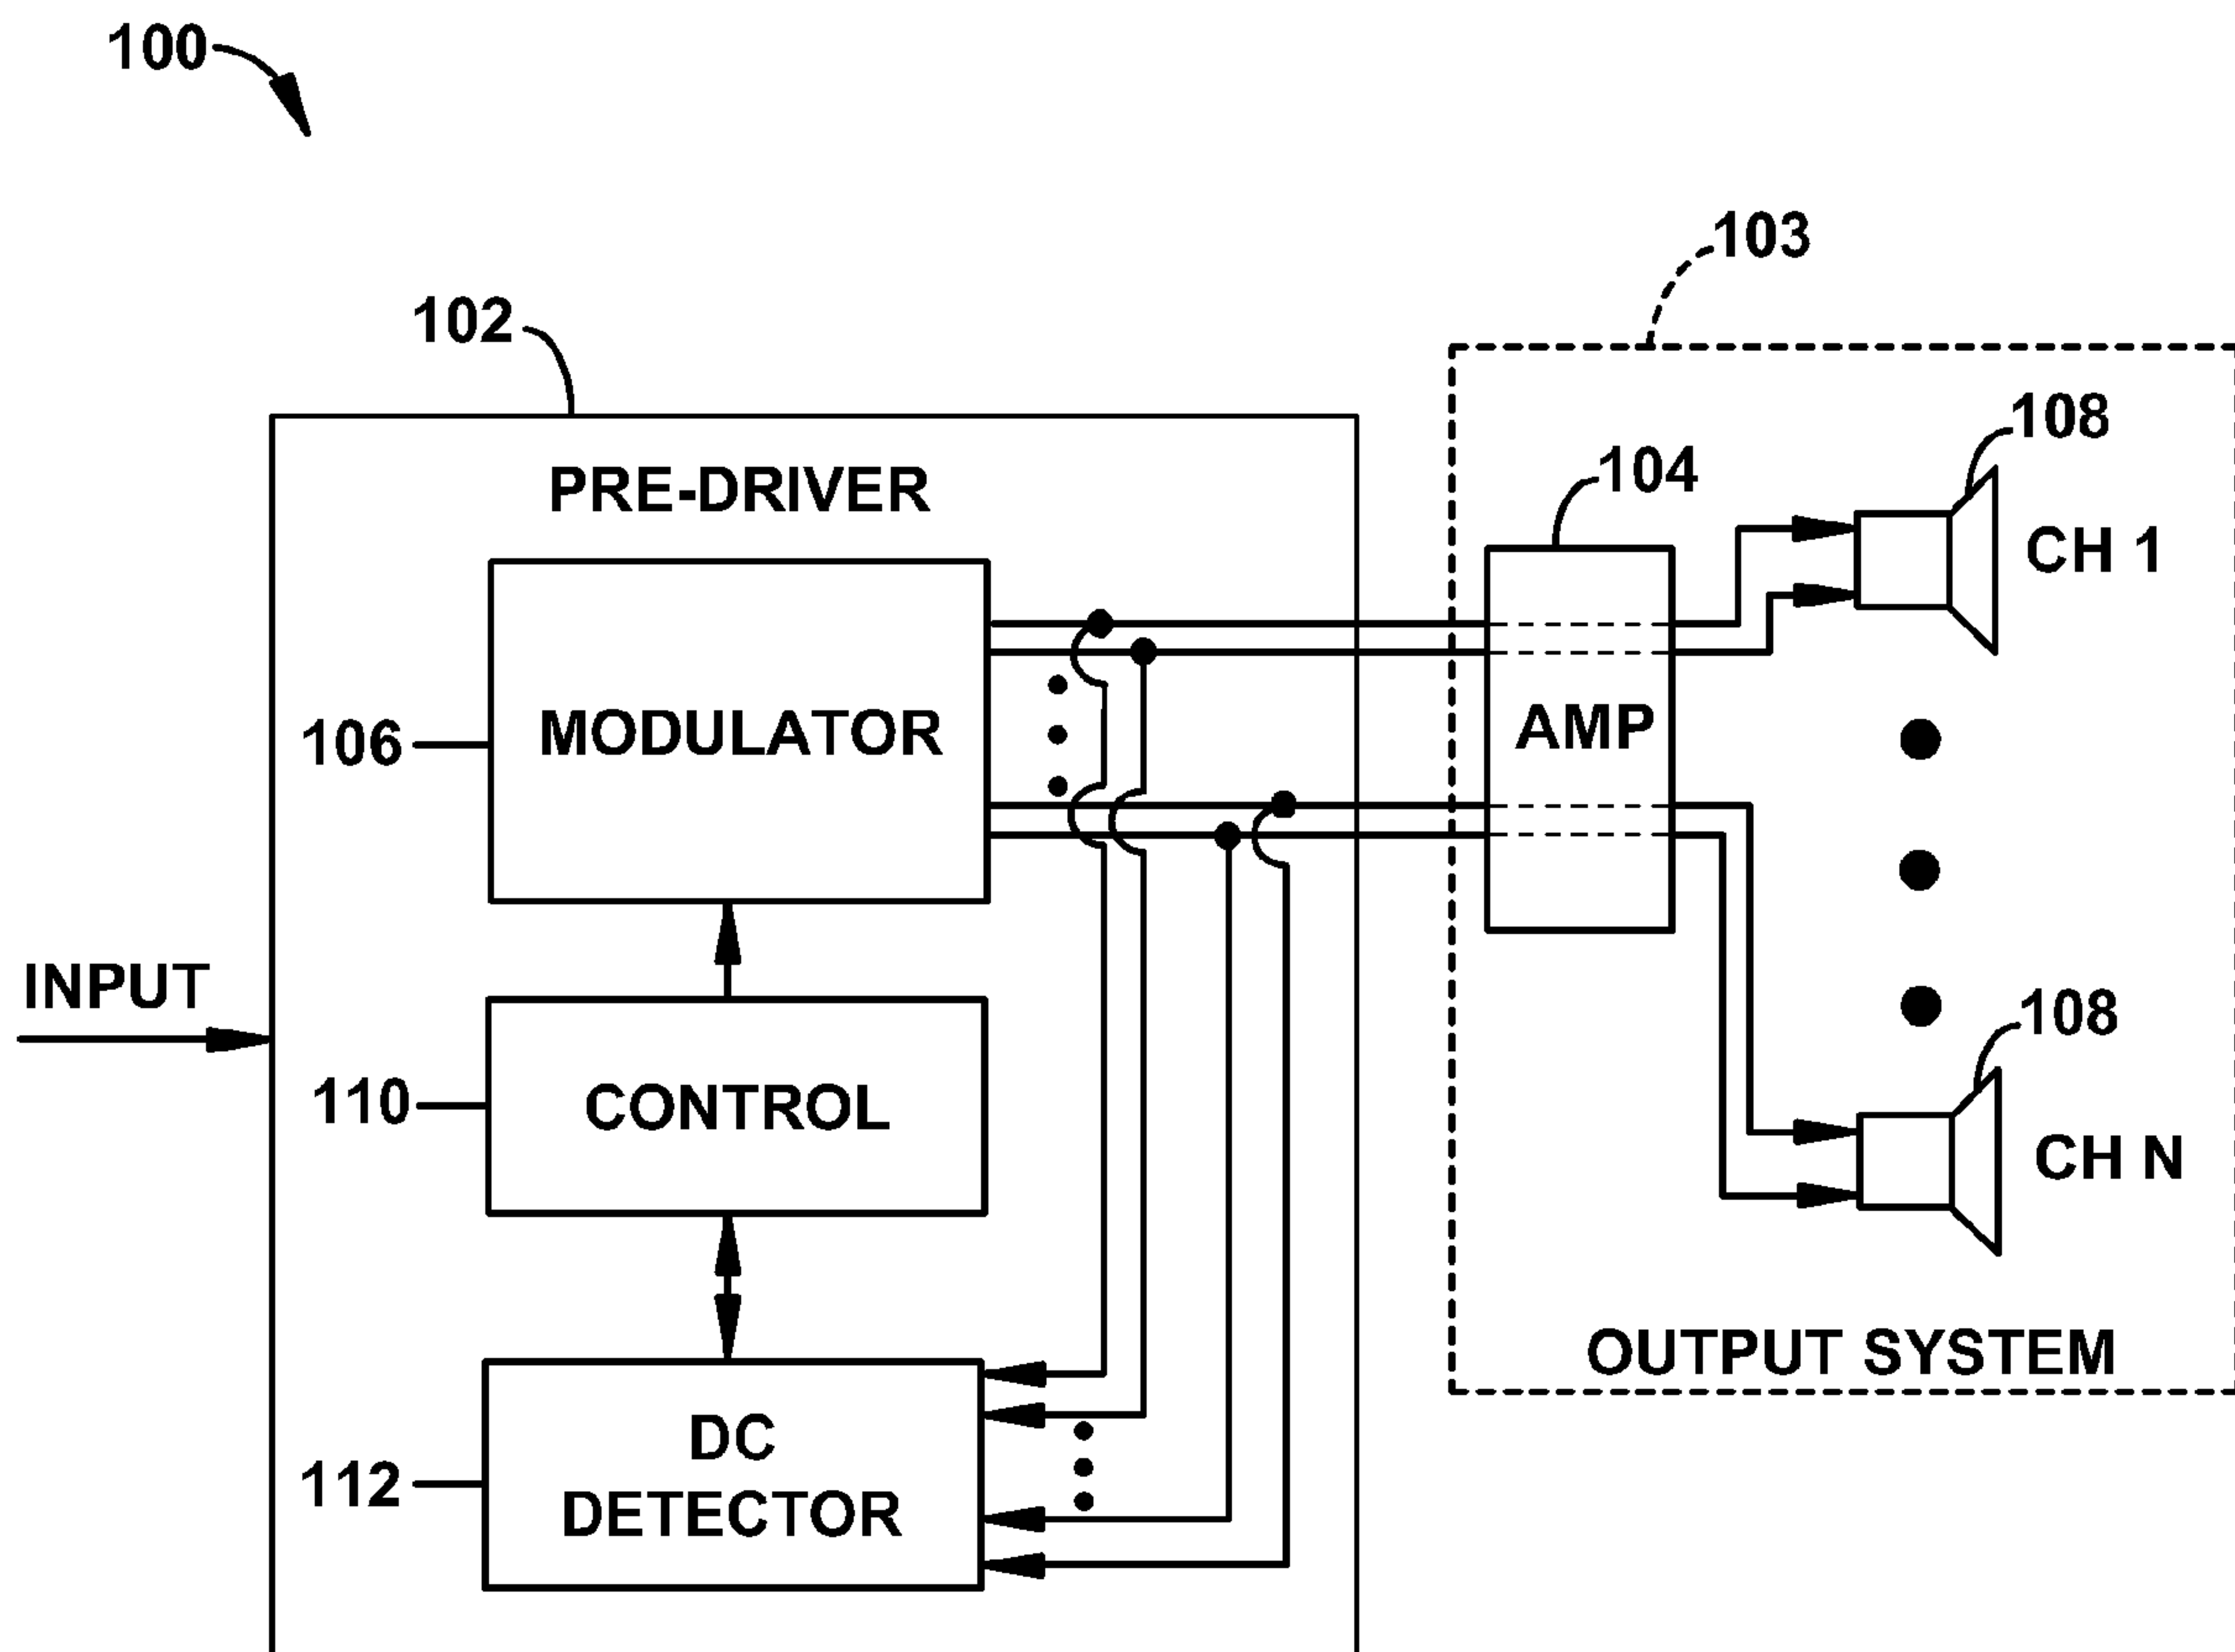 100
103
102
108
PRE-DRIVER
104
CH 1
MODULATOR
AMP
106
INPUT
108
110
CONTROL
CH N
OUTPUT SYSTEM
DC
DETECTOR
112